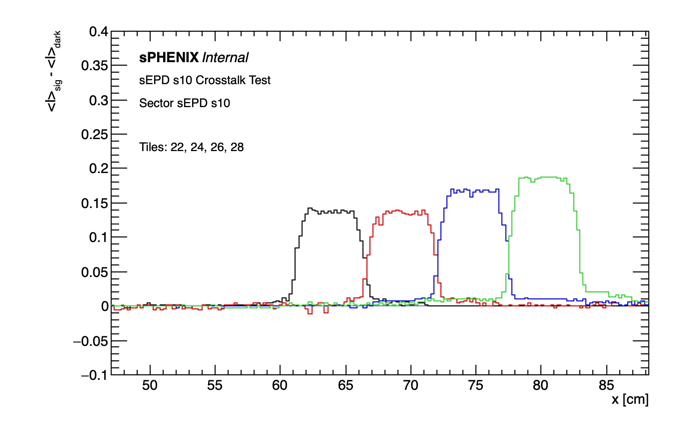 <I>sig - <I>dark
0.4
0.35
0.3
0.25
0.2
0.15
0.1
0.05
0
−0.05
−0.1
sPHENIX Internal
sEPD s10 Crosstalk Test
Sector sEPD s10
Tiles: 22, 24, 26, 28
50 55 60 65 70 75 80 85
x [cm]